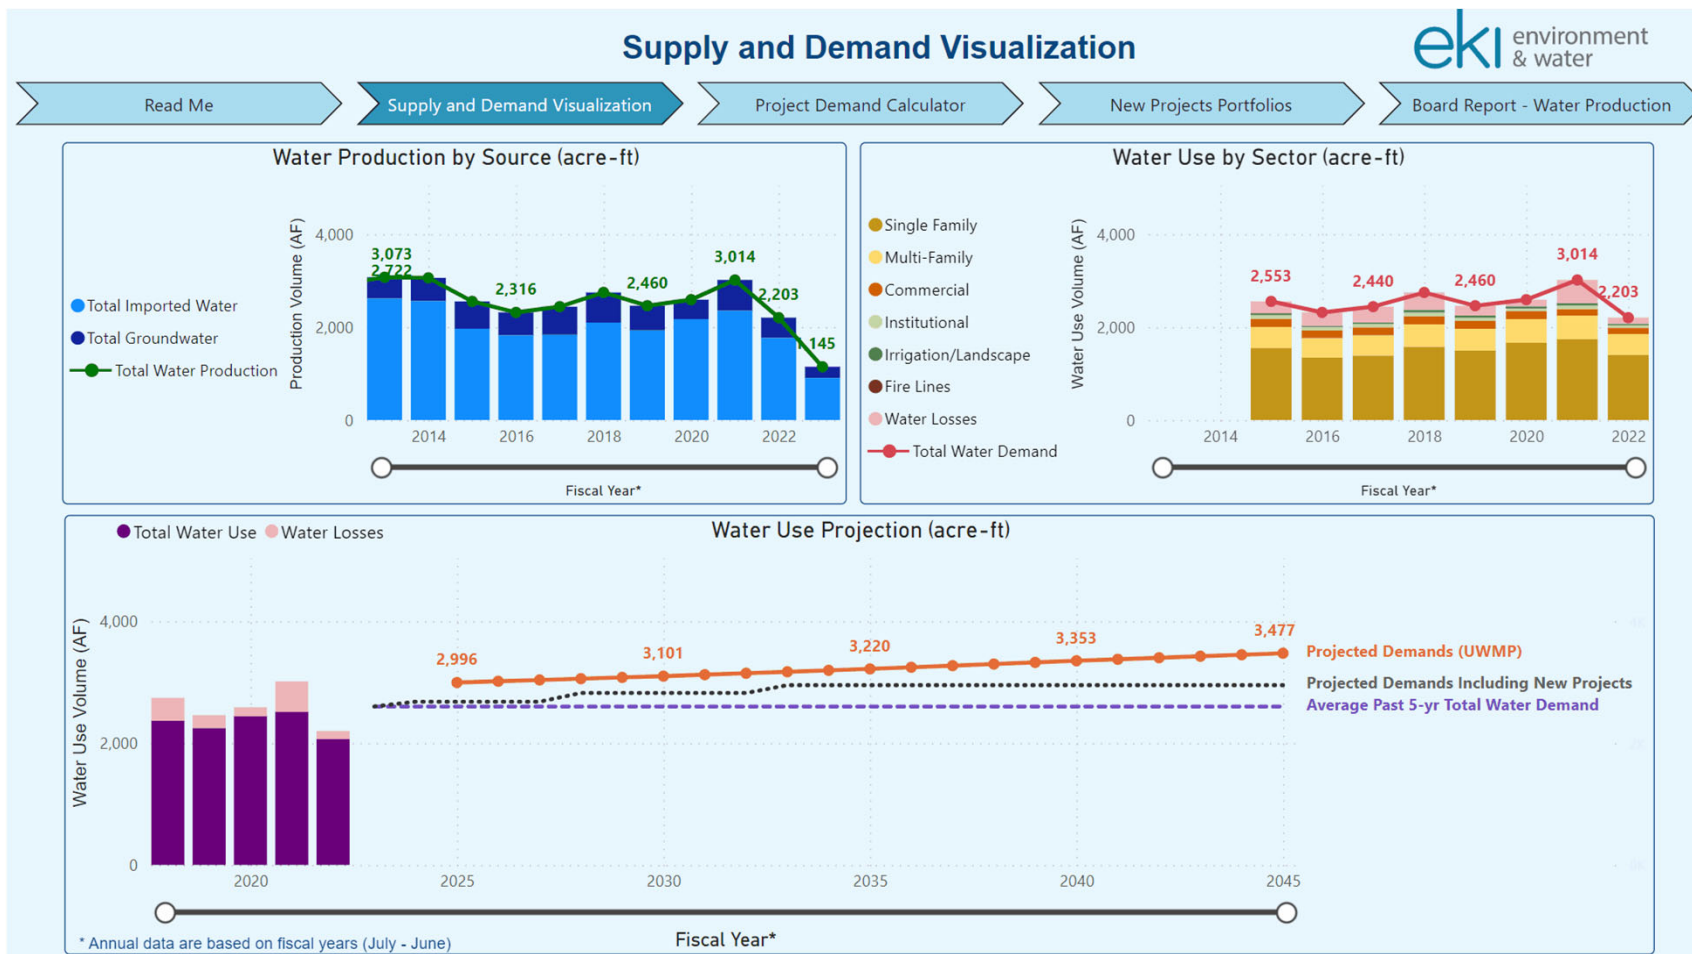 Supply and Demand Visualization
eki environment
& water
Read Me
Supply and Demand Visualization
Project Demand Calculator
New Projects Portfolios
Board Report - Water Production
Water Production by Source (acre-ft)
Total Imported Water
Total Groundwater
Total Water Production
Production Volume (AF)
4,000
2,000
0
3,073
2,722
2,316
2,460
3,014
2,203
1,145
2014
2016
2018
2020
2022
Fiscal Year*
Water Use by Sector (acre-ft)
Single Family
Multi-Family
Commercial
Institutional
Irrigation/Landscape
Fire Lines
Water Losses
Total Water Demand
Water Use Volume (AF)
4,000
2,000
0
2,553
2,440
2,460
3,014
2,203
2014
2016
2018
2020
2022
Fiscal Year*
Total Water Use
Water Losses
Water Use Projection (acre-ft)
Water Use Volume (AF)
4,000
2,000
0
2,996
3,101
3,220
3,353
3,477
Projected Demands (UWMP)
Projected Demands Including New Projects
Average Past 5-yr Total Water Demand
4K
2K
0K
2020
2025
2030
2035
2040
2045
Fiscal Year*
* Annual data are based on fiscal years (July - June)